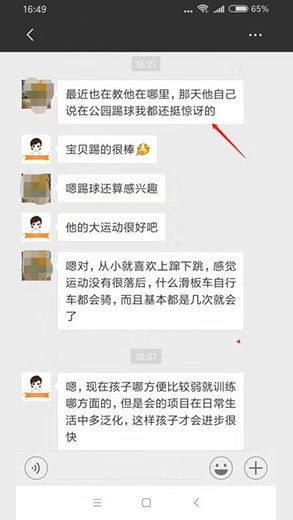 16:49
65%
16:21
最近也在教他在哪里，那天他自己
说在公园踢球我都还挺惊讶的
宝贝踢的很棒
嗯踢球还算感兴趣
他的大运动很好吧
嗯对，从小就喜欢上蹿下跳，感觉
运动没有很落后，什么滑板车自行
车都会骑，而且基本都是几次就会
了
16:37
嗯，现在孩子哪方便比较弱就训练
哪方面的，但是会的项目在日常生
活中多泛化，这样孩子才会进步很
快